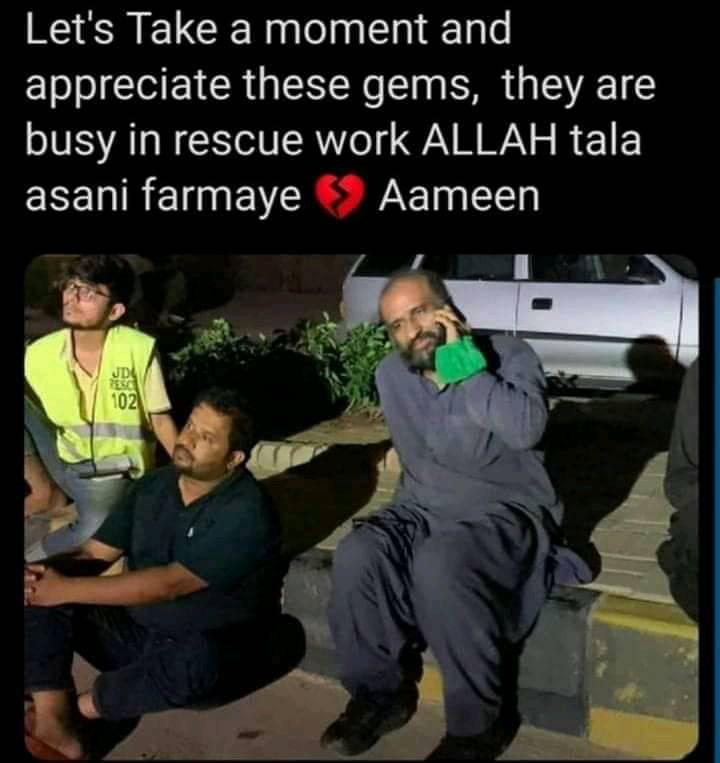 Let's Take a moment and
appreciate these gems, they are
busy in rescue work ALLAH tala
asani farmaye 💔 Aameen
102